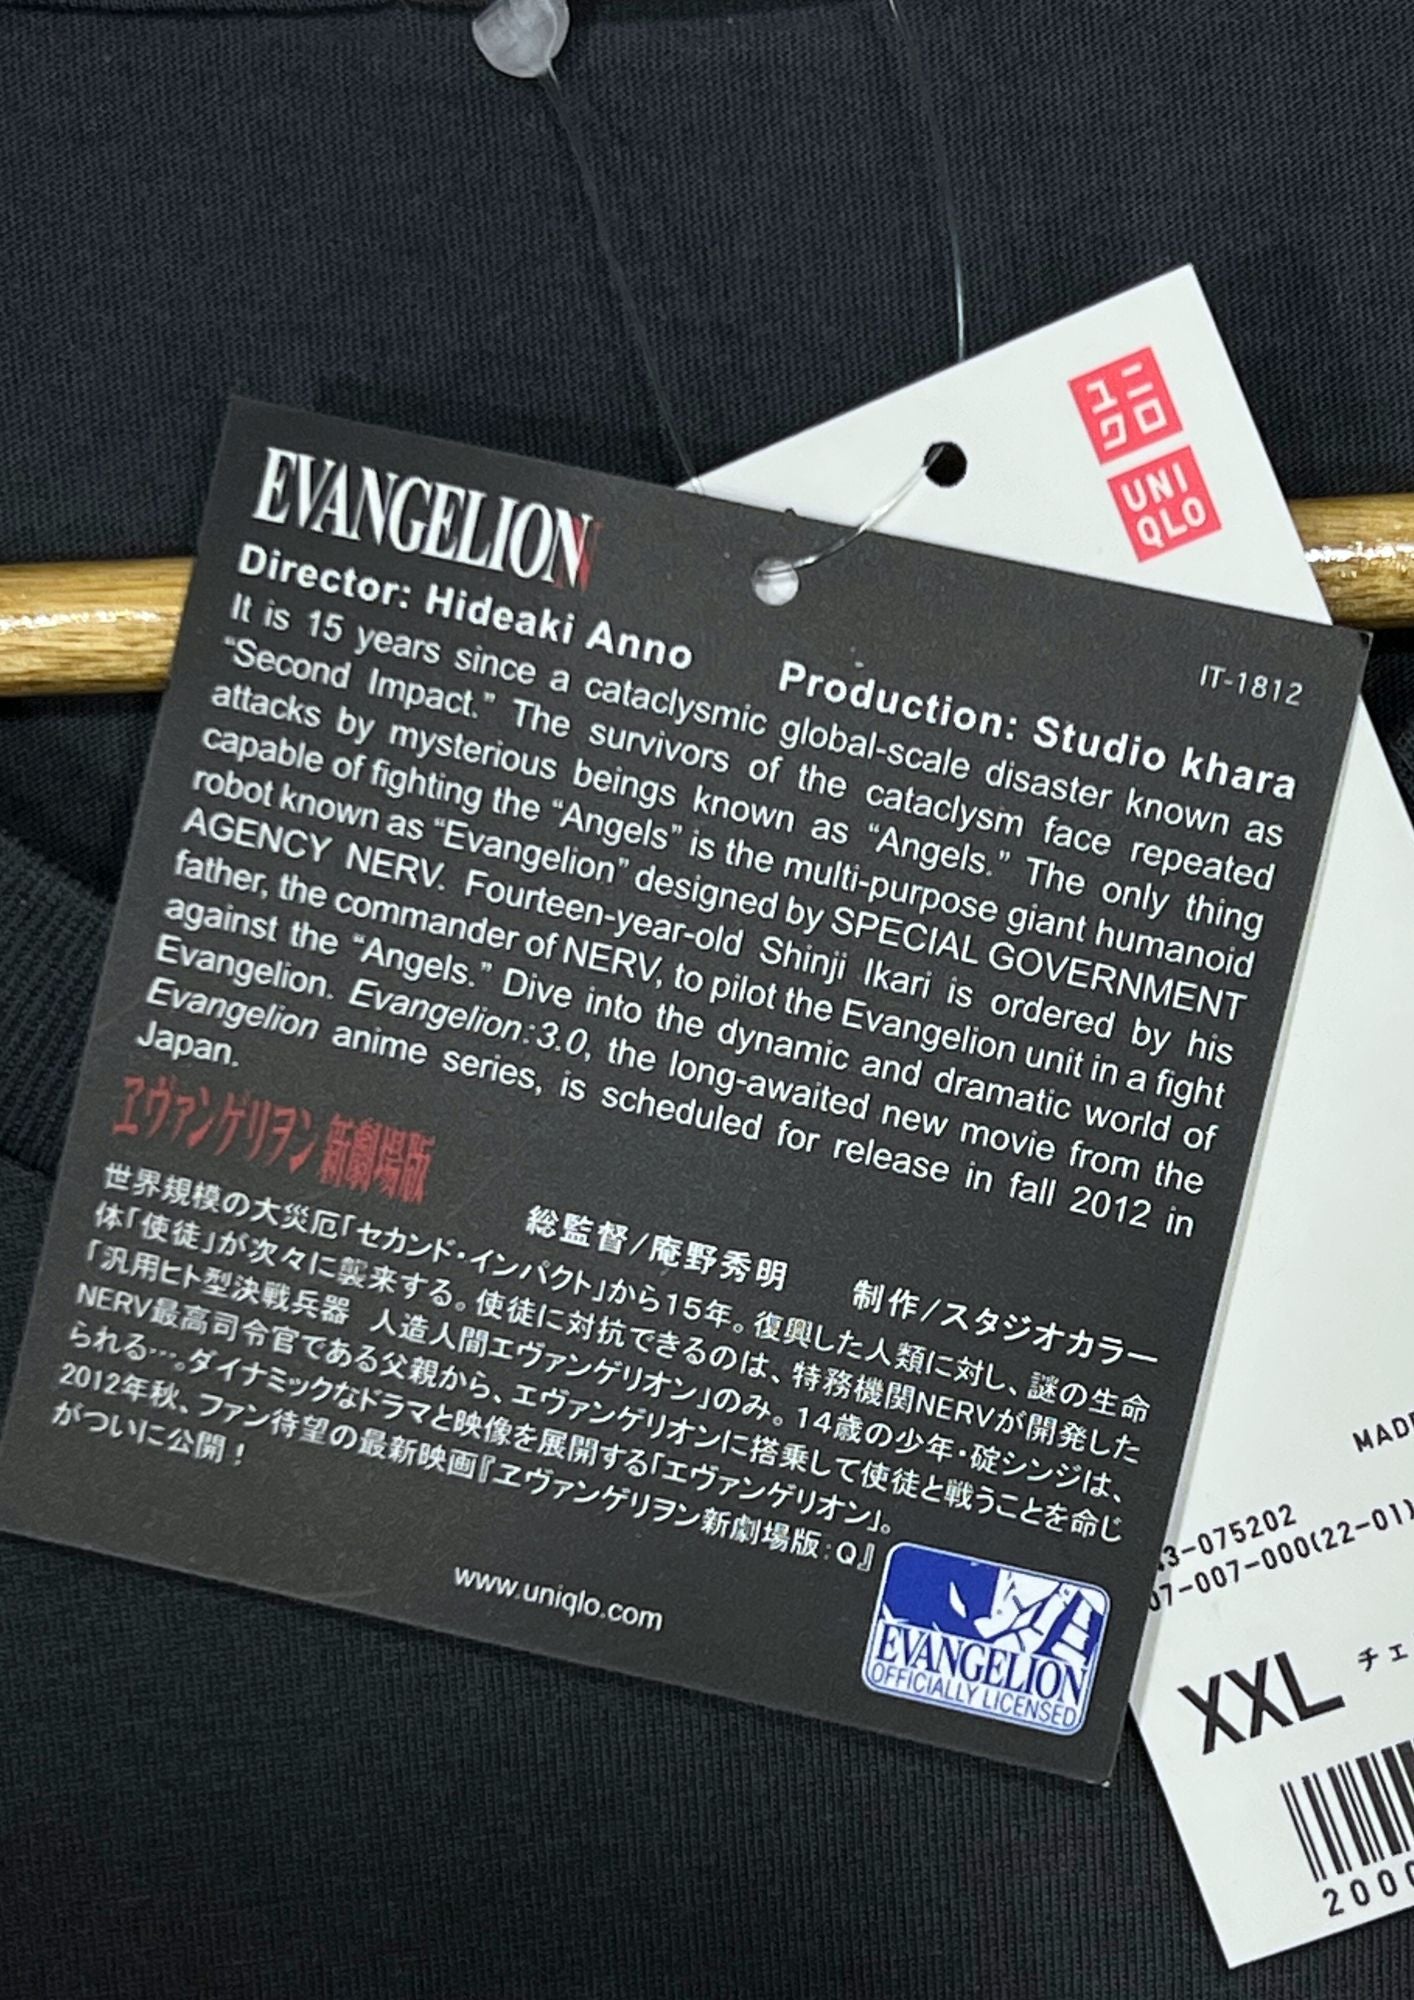 ユニ
クロ
UNI
QLO
EVANGELION
IT-1812
Director: Hideaki Anno Production: Studio khara
It is 15 years since a cataclysmic global-scale disaster known as
“Second Impact.” The survivors of the cataclysm face repeated
attacks by mysterious beings known as “Angels.” The only thing
capable of fighting the “Angels” is the multi-purpose giant humanoid
robot known as “Evangelion” designed by SPECIAL GOVERNMENT
AGENCY NERV. Fourteen-year-old Shinji Ikari is ordered by his
father, the commander of NERV, to pilot the Evangelion unit in a fight
against the “Angels.” Dive into the dynamic and dramatic world of
Evangelion. Evangelion:3.0, the long-awaited new movie from the
Evangelion anime series, is scheduled for release in fall 2012 in
Japan.
ヱヴァンゲリヲン 新劇場版
総監督/庵野秀明 制作/スタジオカラー
世界規模の大災厄「セカンド・インパクト」から15年。復興した人類に対し、謎の生命
体「使徒」が次々に襲来する。使徒に対抗できるのは、特務機関NERVが開発した
「汎用ヒト型決戦兵器 人造人間エヴァンゲリオン」のみ。14歳の少年・碇シンジは、
NERV最高司令官である父親から、エヴァンゲリオンに搭乗して使徒と戦うことを命じ
られる…。ダイナミックなドラマと映像を展開する「エヴァンゲリオン」。
2012年秋、ファン待望の最新映画『ヱヴァンゲリヲン新劇場版:Q』
がついに公開！
www.uniqlo.com
EVANGELION
OFFICIALLY LICENSED
MADE
3-075202
07-007-000(22-01)
XXL チェ
2000